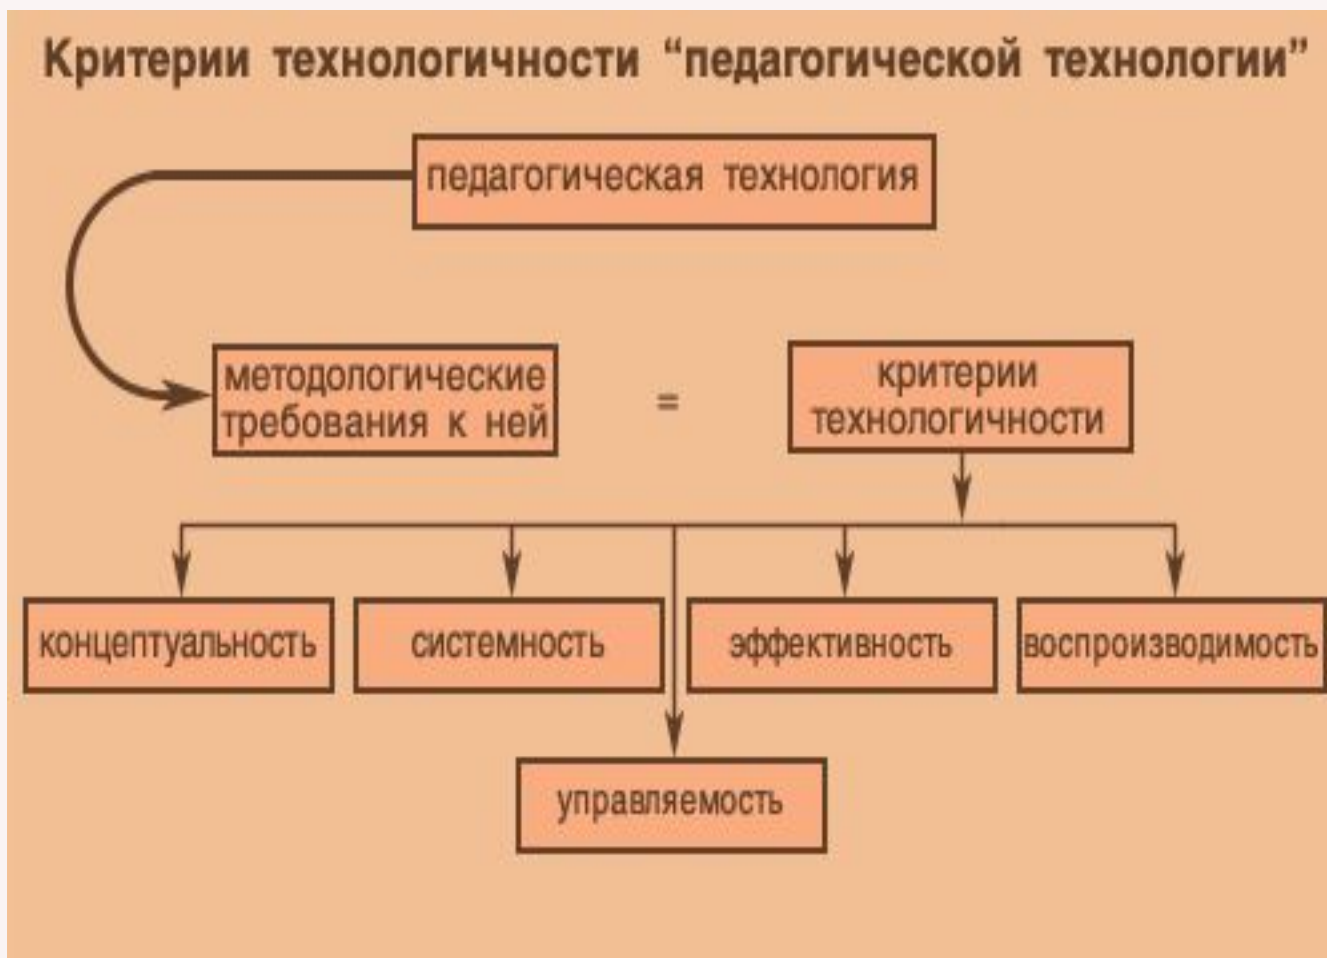 Критерии технологичности “педагогической технологии”
педагогическая технология
методологические
требования к ней
=
критерии
технологичности
концептуальность
системность
эффективность
воспроизводимость
управляемость